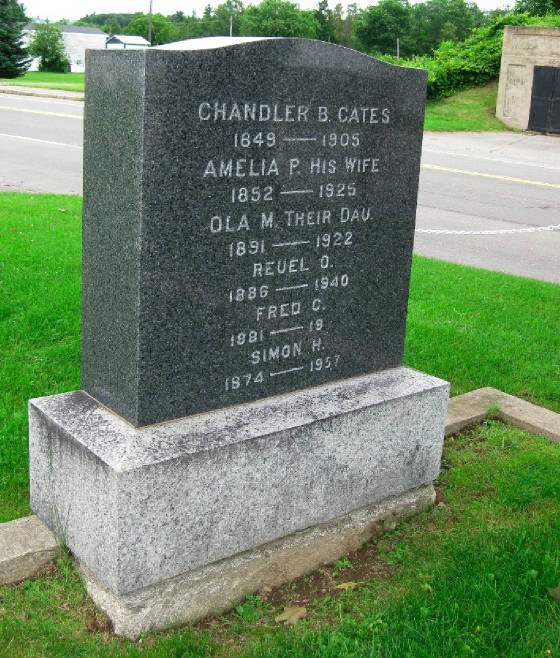 CHANDLER B. CATES
1849 — 1905
AMELIA P. HIS WIFE
1852 — 1925
OLA M. THEIR DAU.
1891 — 1922
REUEL O.
1886 — 1940
FRED C.
1881 — 19
SIMON H.
1874 — 1957